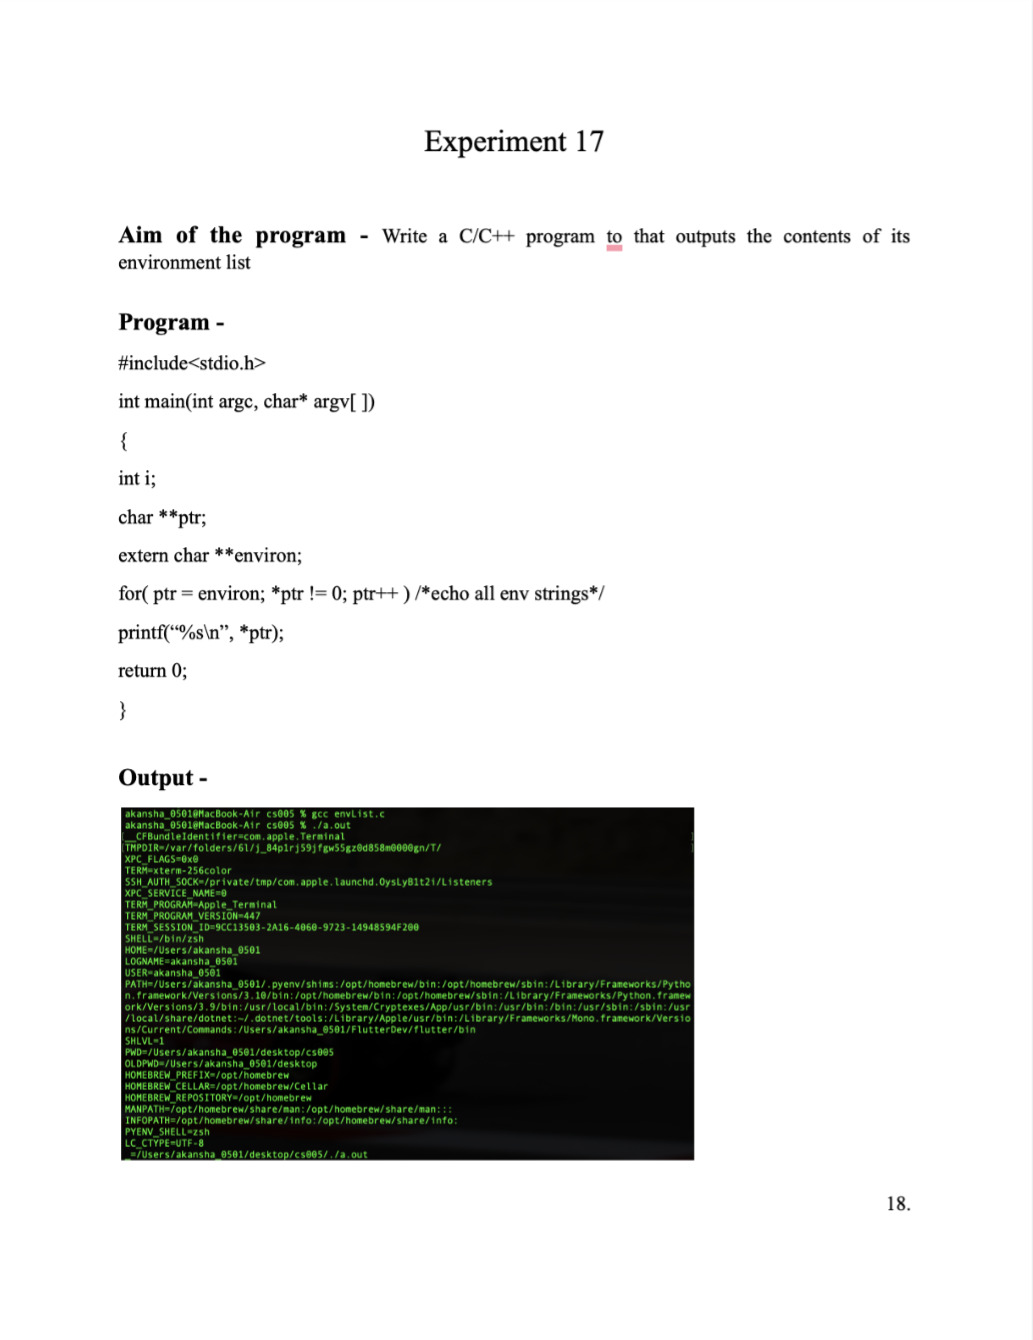 Experiment 17
Aim of the program - Write a C/C++ program to that outputs the contents of its
environment list
Program -
#include<stdio.h>
int main(int argc, char* argv[ ])
{
int i;
char **ptr;
extern char **environ;
for( ptr = environ; *ptr != 0; ptr++ ) /*echo all env strings*/
printf(“%s\n”, *ptr);
return 0;
}
Output -
akansha_0501@MacBook-Air cs005 % gcc envList.c
akansha_0501@MacBook-Air cs005 % ./a.out
__CFBundleIdentifier=com.apple.Terminal
TMPDIR=/var/folders/6l/j_84p1rj59jfgw55gz0d858m0000gn/T/
XPC_FLAGS=0x0
TERM=xterm-256color
SSH_AUTH_SOCK=/private/tmp/com.apple.launchd.OysLyB1t2i/Listeners
XPC_SERVICE_NAME=0
TERM_PROGRAM=Apple_Terminal
TERM_PROGRAM_VERSION=447
TERM_SESSION_ID=9CC13503-2A16-4060-9723-14948594F200
SHELL=/bin/zsh
HOME=/Users/akansha_0501
LOGNAME=akansha_0501
USER=akansha_0501
PATH=/Users/akansha_0501/.pyenv/shims:/opt/homebrew/bin:/opt/homebrew/sbin:/Library/Frameworks/Pytho
n.framework/Versions/3.10/bin:/opt/homebrew/bin:/opt/homebrew/sbin:/Library/Frameworks/Python.framew
ork/Versions/3.9/bin:/usr/local/bin:/System/Cryptexes/App/usr/bin:/usr/bin:/bin:/usr/sbin:/sbin:/usr
/local/share/dotnet:~/.dotnet/tools:/Library/Apple/usr/bin:/Library/Frameworks/Mono.framework/Versio
ns/Current/Commands:/Users/akansha_0501/FlutterDev/flutter/bin
SHLVL=1
PWD=/Users/akansha_0501/desktop/cs005
OLDPWD=/Users/akansha_0501/desktop
HOMEBREW_PREFIX=/opt/homebrew
HOMEBREW_CELLAR=/opt/homebrew/Cellar
HOMEBREW_REPOSITORY=/opt/homebrew
MANPATH=/opt/homebrew/share/man:/opt/homebrew/share/man:::
INFOPATH=/opt/homebrew/share/info:/opt/homebrew/share/info:
PYENV_SHELL=zsh
LC_CTYPE=UTF-8
_=/Users/akansha_0501/desktop/cs005/./a.out
18.